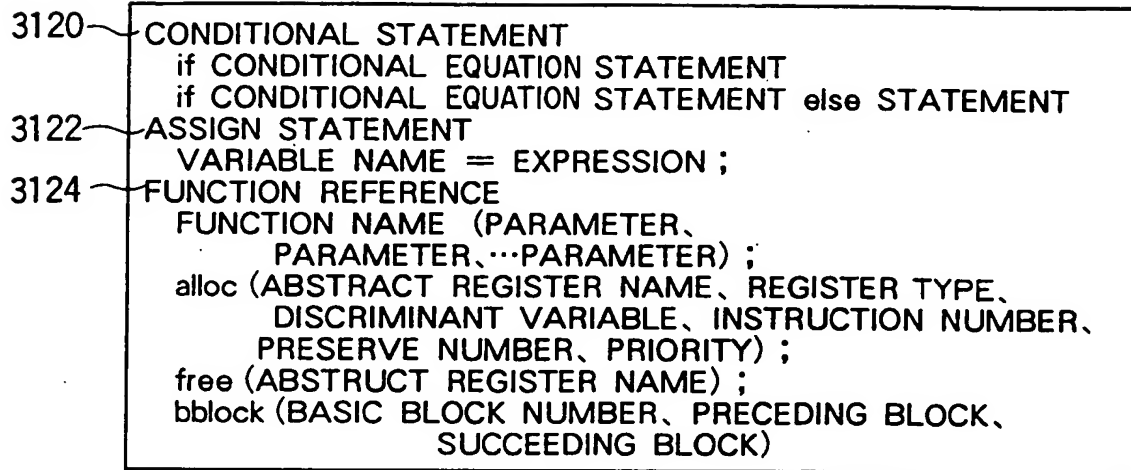 3120 CONDITIONAL STATEMENT
if CONDITIONAL EQUATION STATEMENT
if CONDITIONAL EQUATION STATEMENT else STATEMENT
3122 ASSIGN STATEMENT
VARIABLE NAME = EXPRESSION ;
3124 FUNCTION REFERENCE
FUNCTION NAME (PARAMETER、
PARAMETER、…PARAMETER) ;
alloc (ABSTRACT REGISTER NAME、REGISTER TYPE、
DISCRIMINANT VARIABLE、INSTRUCTION NUMBER、
PRESERVE NUMBER、PRIORITY) ;
free (ABSTRUCT REGISTER NAME) ;
bblock (BASIC BLOCK NUMBER、PRECEDING BLOCK、
SUCCEEDING BLOCK)